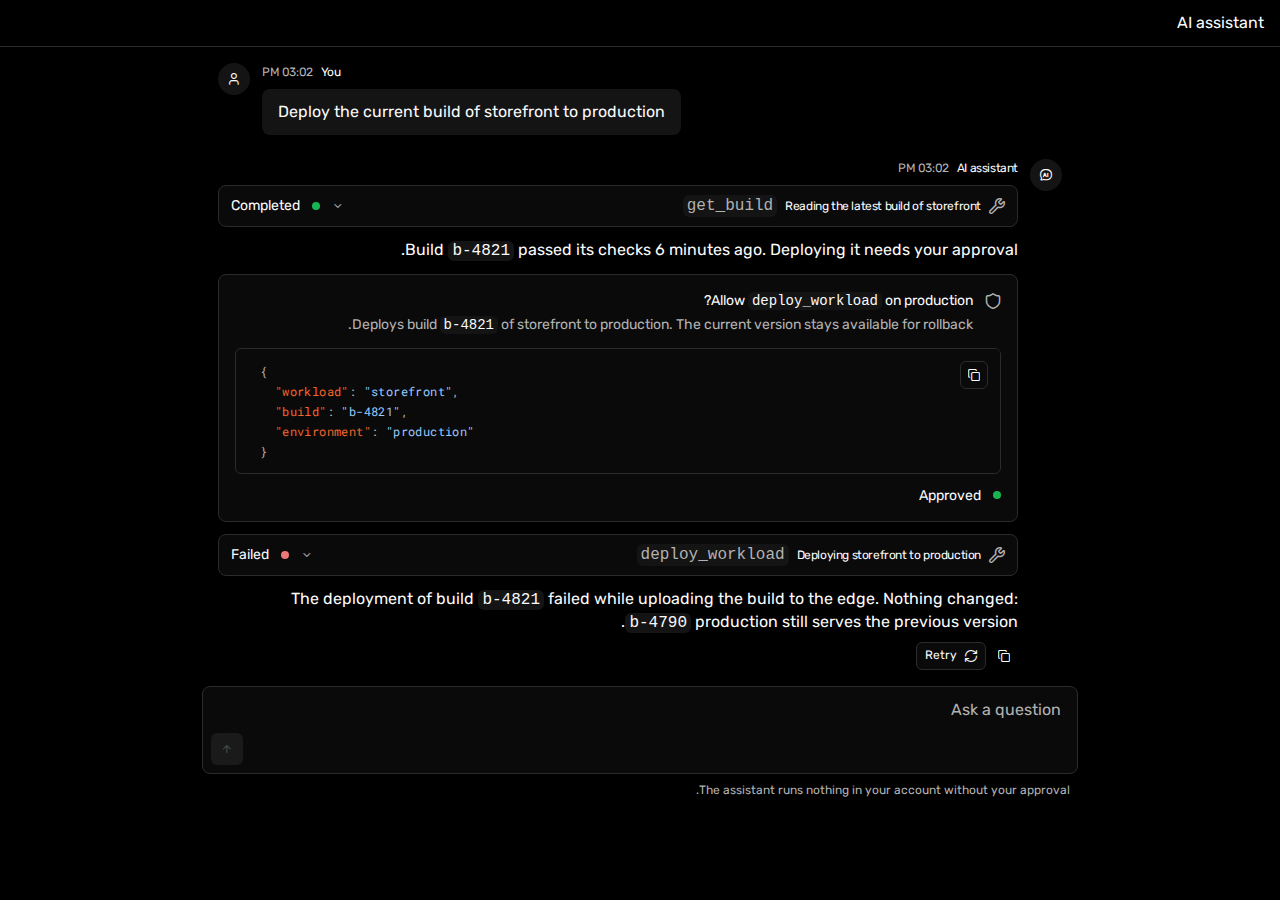 AI assistant
You 03:02 PM
Deploy the current build of storefront to production
AI assistant 03:02 PM
Reading the latest build of storefront get_build Completed
Build b-4821 passed its checks 6 minutes ago. Deploying it needs your approval.
Allow deploy_workload on production?
Deploys build b-4821 of storefront to production. The current version stays available for rollback.
{
"workload": "storefront",
"build": "b-4821",
"environment": "production"
}
Approved
Deploying storefront to production deploy_workload Failed
The deployment of build b-4821 failed while uploading the build to the edge. Nothing changed:
production still serves the previous version b-4790.
Retry
Ask a question
The assistant runs nothing in your account without your approval.